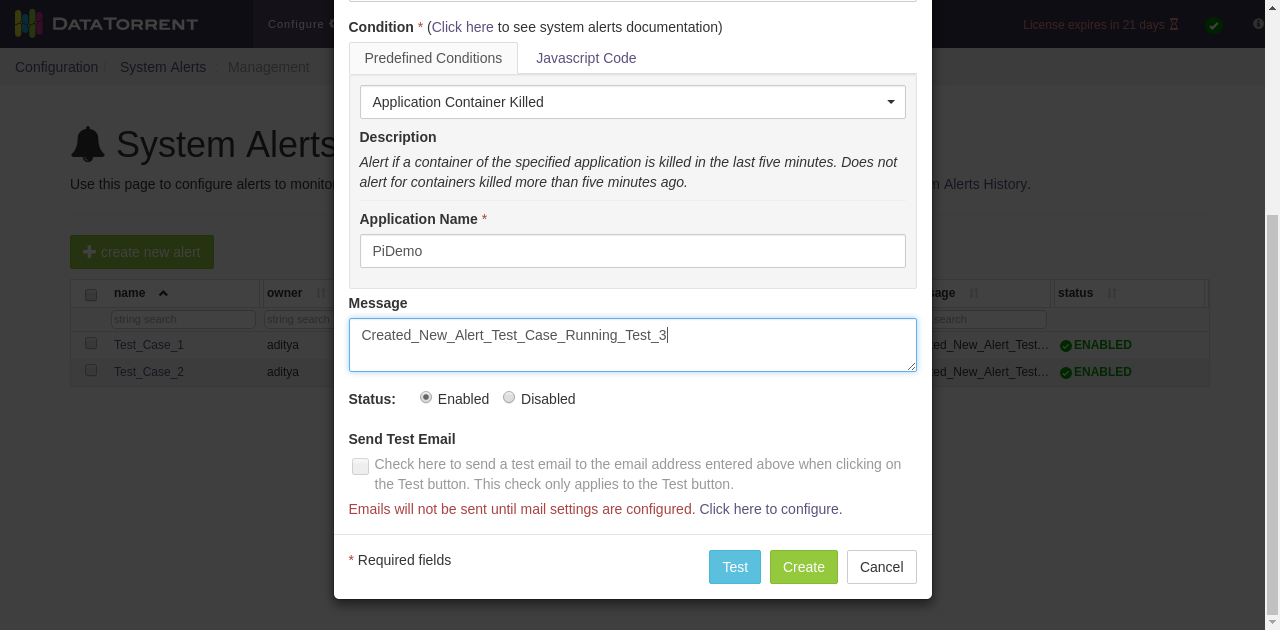 DATATORRENT
Configure
License expires in 21 days
Configuration / System Alerts : Management
System Alerts
Use this page to configure alerts to
Alerts History.
create new alert
name
owner
status
string search
string search
search
Test_Case_1 aditya
ENABLED
Test_Case_2 aditya
ENABLED
Condition * (Click here to see system alerts documentation)
Predefined Conditions
Javascript Code
Application Container Killed
Description
Alert if a container of the specified application is killed in the last five minutes. Does not
alert for containers killed more than five minutes ago.
Application Name *
PiDemo
Message
Created_New_Alert_Test_Case_Running_Test_3
Status: Enabled Disabled
Send Test Email
Check here to send a test email to the email address entered above when clicking on
the Test button. This check only applies to the Test button.
Emails will not be sent until mail settings are configured. Click here to configure.
* Required fields
Test
Create
Cancel